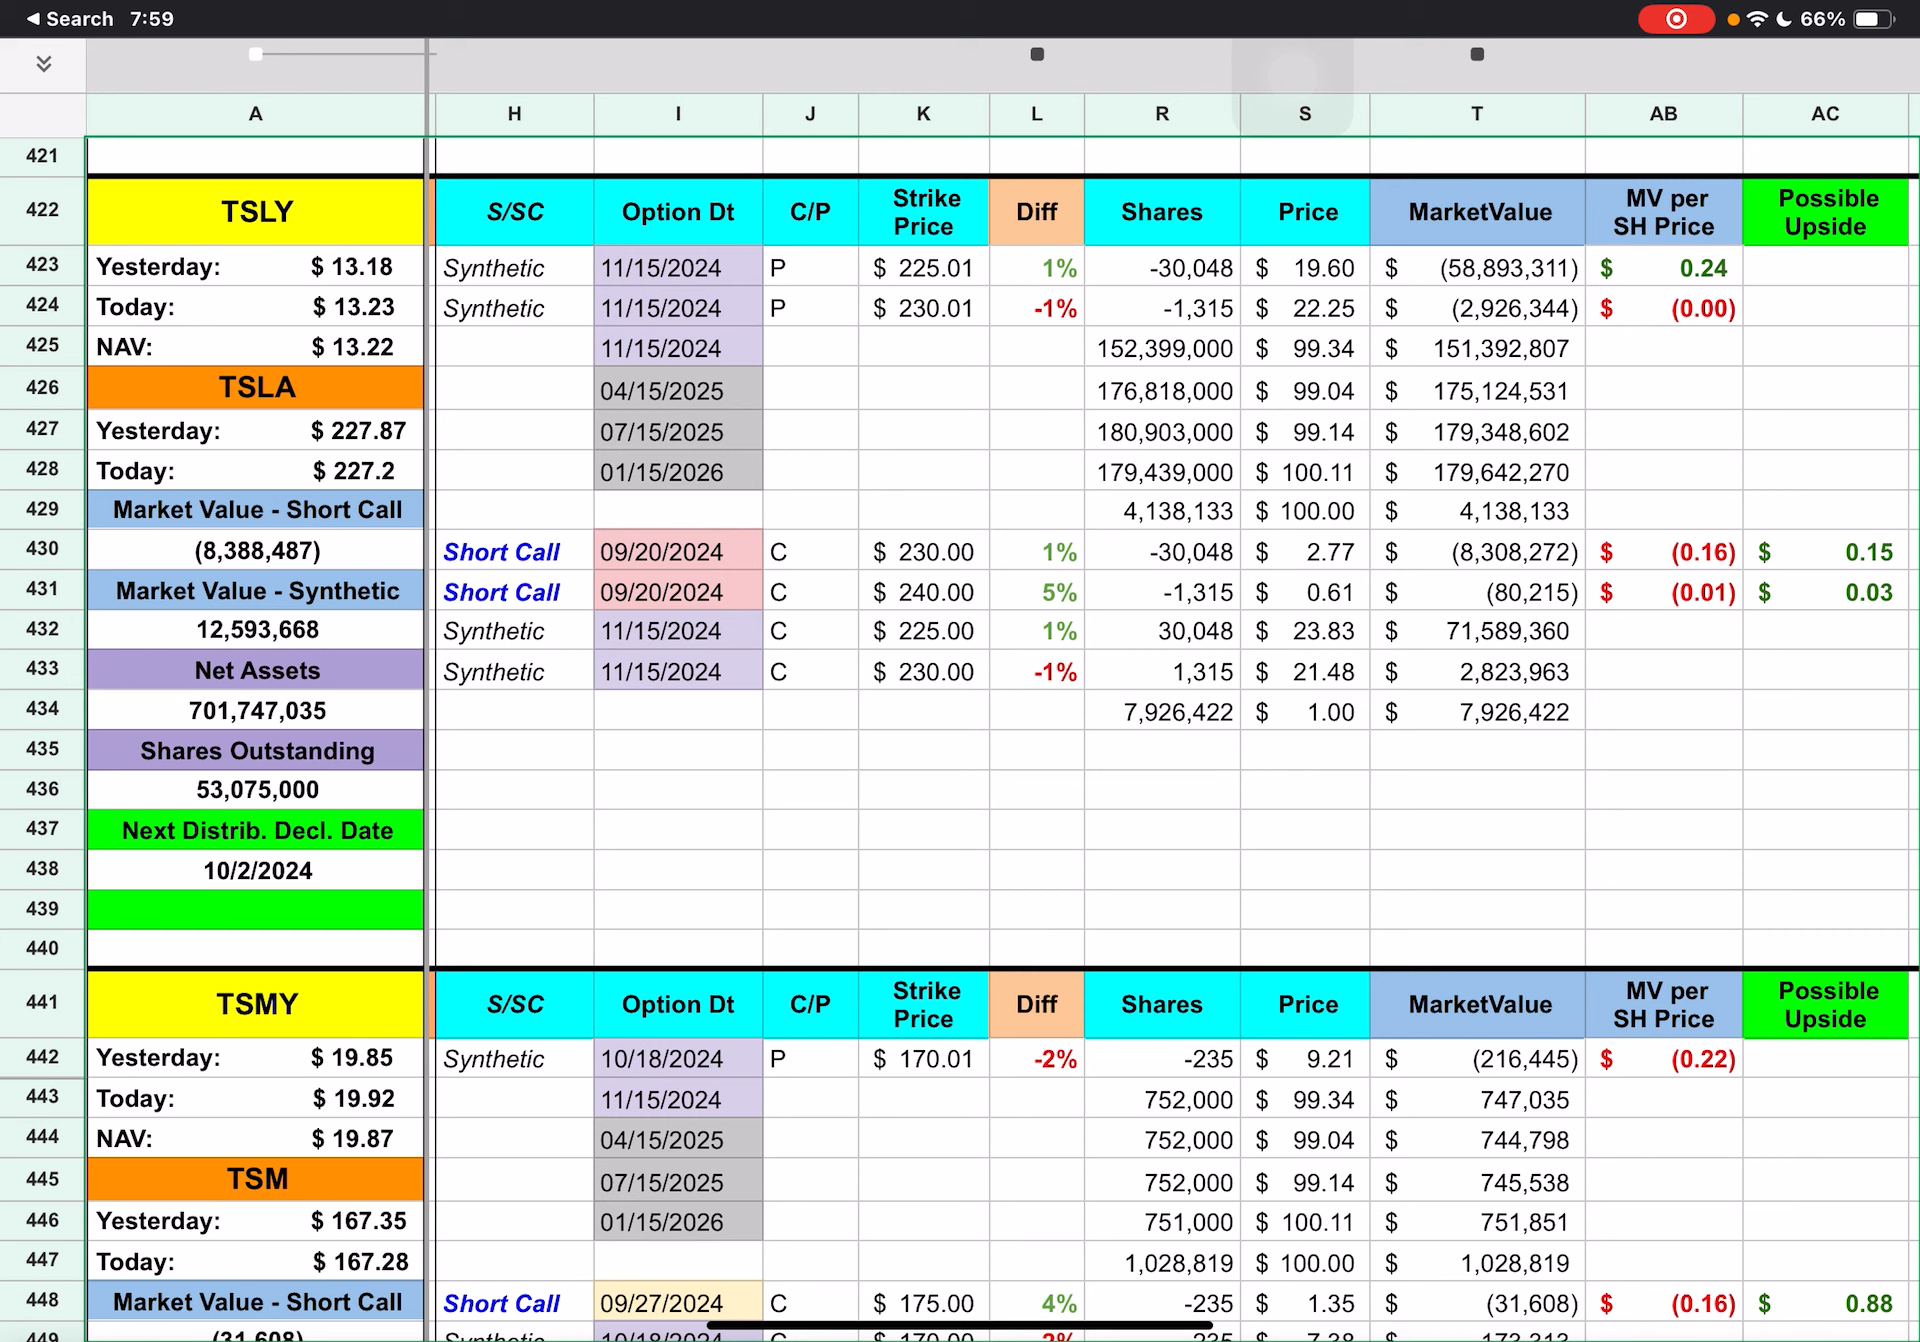 Search 7:59 66%
A H I J K L R S T AB AC
421
422 TSLY S/SC Option Dt C/P Strike Price Diff Shares Price MarketValue MV per SH Price Possible Upside
423 Yesterday: $ 13.18 Synthetic 11/15/2024 P $ 225.01 1% -30,048 $ 19.60 $ (58,893,311) $ 0.24
424 Today: $ 13.23 Synthetic 11/15/2024 P $ 230.01 -1% -1,315 $ 22.25 $ (2,926,344) $ (0.00)
425 NAV: $ 13.22 11/15/2024 152,399,000 $ 99.34 $ 151,392,807
426 TSLA 04/15/2025 176,818,000 $ 99.04 $ 175,124,531
427 Yesterday: $ 227.87 07/15/2025 180,903,000 $ 99.14 $ 179,348,602
428 Today: $ 227.2 01/15/2026 179,439,000 $ 100.11 $ 179,642,270
429 Market Value - Short Call 4,138,133 $ 100.00 $ 4,138,133
430 (8,388,487) Short Call 09/20/2024 C $ 230.00 1% -30,048 $ 2.77 $ (8,308,272) $ (0.16) $ 0.15
431 Market Value - Synthetic Short Call 09/20/2024 C $ 240.00 5% -1,315 $ 0.61 $ (80,215) $ (0.01) $ 0.03
432 12,593,668 Synthetic 11/15/2024 C $ 225.00 1% 30,048 $ 23.83 $ 71,589,360
433 Net Assets Synthetic 11/15/2024 C $ 230.00 -1% 1,315 $ 21.48 $ 2,823,963
434 701,747,035 7,926,422 $ 1.00 $ 7,926,422
435 Shares Outstanding
436 53,075,000
437 Next Distrib. Decl. Date
438 10/2/2024
439
440
441 TSMY S/SC Option Dt C/P Strike Price Diff Shares Price MarketValue MV per SH Price Possible Upside
442 Yesterday: $ 19.85 Synthetic 10/18/2024 P $ 170.01 -2% -235 $ 9.21 $ (216,445) $ (0.22)
443 Today: $ 19.92 11/15/2024 752,000 $ 99.34 $ 747,035
444 NAV: $ 19.87 04/15/2025 752,000 $ 99.04 $ 744,798
445 TSM 07/15/2025 752,000 $ 99.14 $ 745,538
446 Yesterday: $ 167.35 01/15/2026 751,000 $ 100.11 $ 751,851
447 Today: $ 167.28 1,028,819 $ 100.00 $ 1,028,819
448 Market Value - Short Call Short Call 09/27/2024 C $ 175.00 4% -235 $ 1.35 $ (31,608) $ (0.16) $ 0.88
449 (31,608) Synthetic 10/18/2024 C $ 170.00